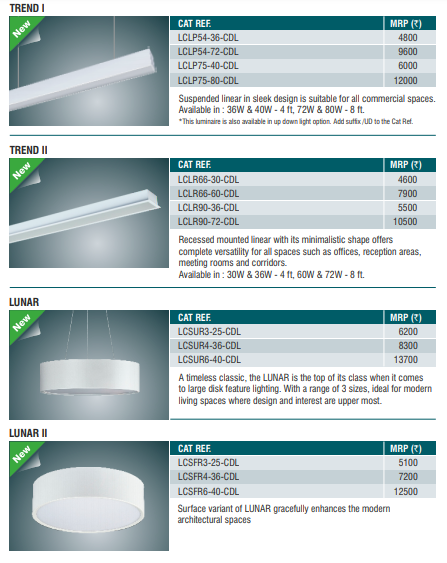 TREND I
New
CAT REF. MRP (₹)
LCLP54-36-CDL 4800
LCLP54-72-CDL 9600
LCLP75-40-CDL 6000
LCLP75-80-CDL 12000
Suspended linear in sleek design is suitable for all commercial spaces.
Available in : 36W & 40W - 4 ft, 72W & 80W - 8 ft.
*This luminaire is also available in up down light option. Add suffix /UD to the Cat Ref.
TREND II
New
CAT REF. MRP (₹)
LCLR66-30-CDL 4600
LCLR66-60-CDL 7900
LCLR90-36-CDL 5500
LCLR90-72-CDL 10500
Recessed mounted linear with its minimalistic shape offers
complete versatility for all spaces such as offices, reception areas,
meeting rooms and corridors.
Available in : 30W & 36W - 4 ft, 60W & 72W - 8 ft.
LUNAR
New
CAT REF. MRP (₹)
LCSUR3-25-CDL 6200
LCSUR4-36-CDL 8300
LCSUR6-40-CDL 13700
A timeless classic, the LUNAR is the top of its class when it comes
to large disk feature lighting. With a range of 3 sizes, ideal for modern
living spaces where design and interest are upper most.
LUNAR II
New
CAT REF. MRP (₹)
LCSFR3-25-CDL 5100
LCSFR4-36-CDL 7200
LCSFR6-40-CDL 12500
Surface variant of LUNAR gracefully enhances the modern
architectural spaces